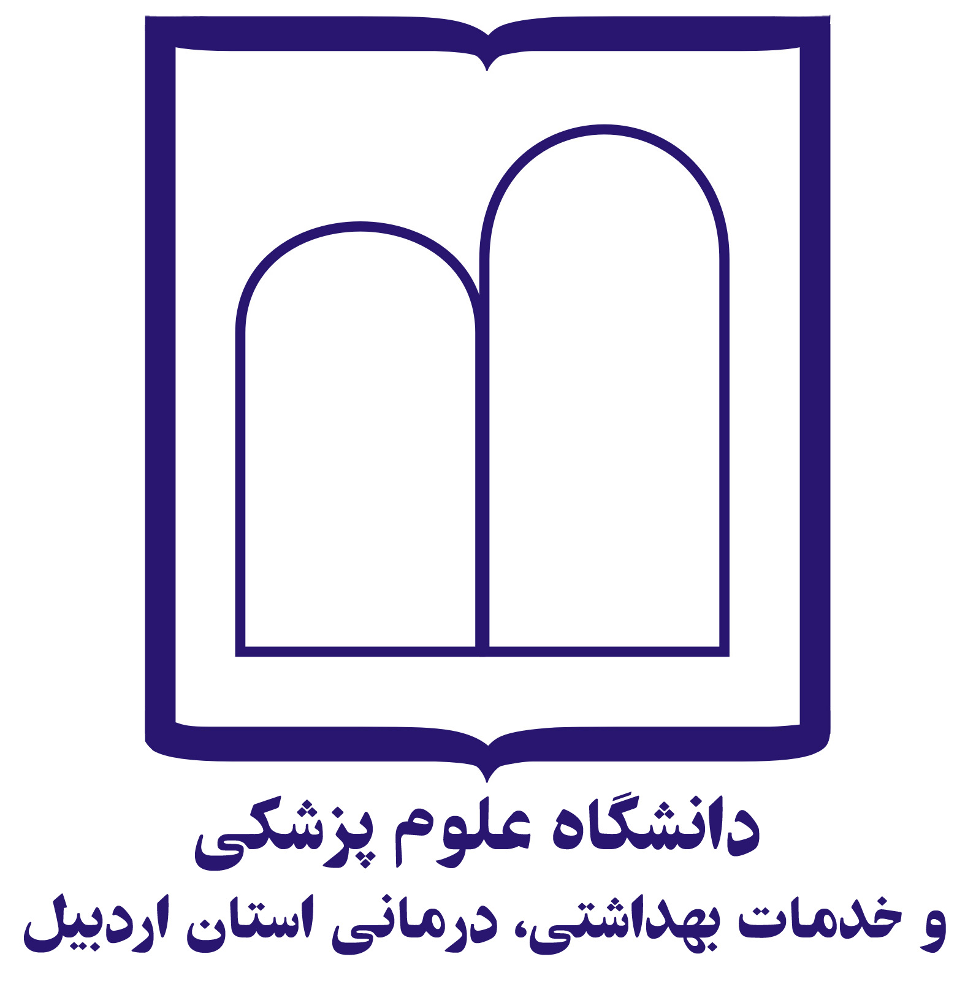 دانشگاه علوم پزشکی
و خدمات بهداشتی، درمانی استان اردبیل